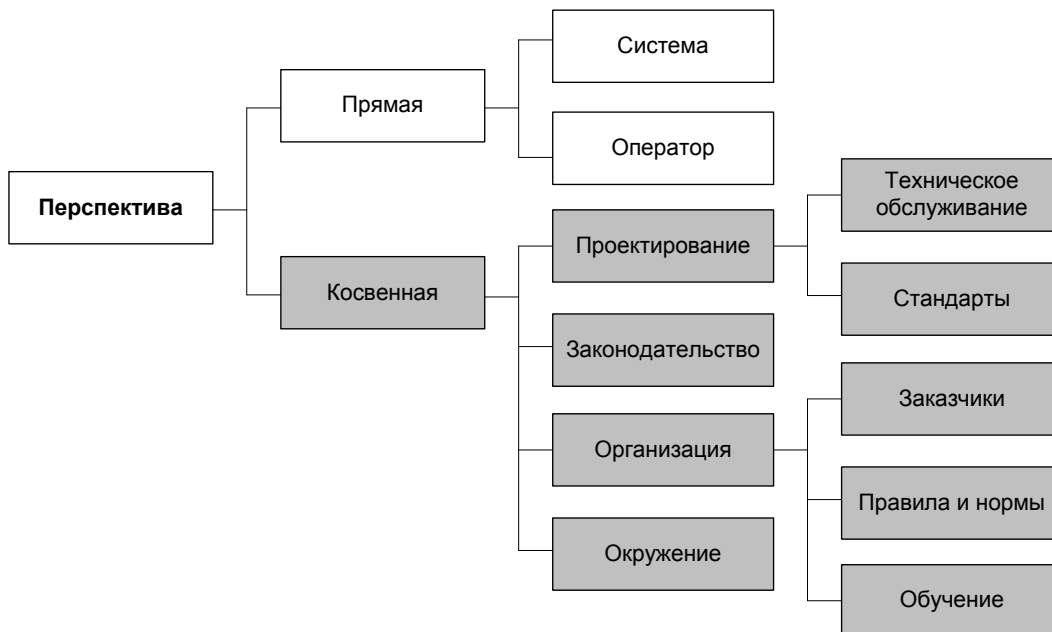 Система
Прямая
Оператор
Перспектива
Техническое
обслуживание
Проектирование
Косвенная
Стандарты
Законодательство
Заказчики
Организация
Правила и нормы
Окружение
Обучение